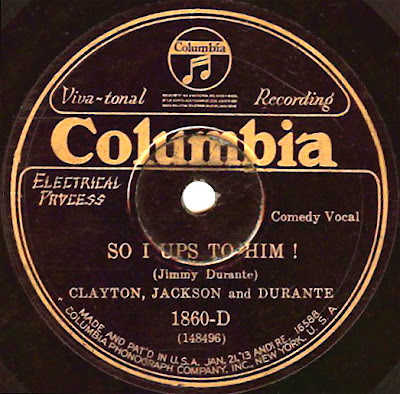 Columbia
Viva-tonal Recording
Columbia
ELECTRICAL
PROCESS
Comedy Vocal
SO I UPS TO HIM !
(Jimmy Durante)
CLAYTON, JACKSON and DURANTE
1860-D
(148496)
MADE AND PAT'D IN U.S.A. JAN. 21, '13 AND RE. 16588
COLUMBIA PHONOGRAPH COMPANY, INC., NEW YORK, U.S.A.